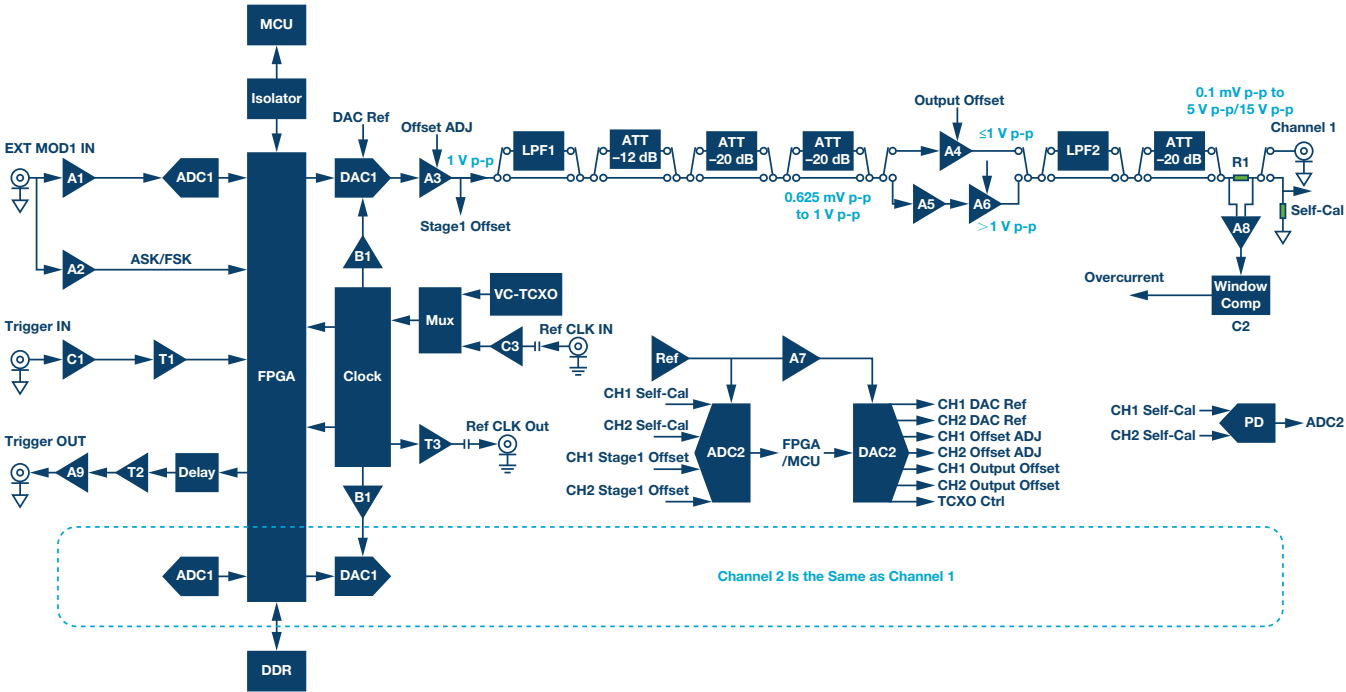 MCU
Isolator
DAC Ref
Offset ADJ
Output Offset
0.1 mV p-p to
5 V p-p/15 V p-p
Channel 1
EXT MOD1 IN
A1
ADC1
DAC1
A3
1 V p-p
LPF1
ATT
–12 dB
ATT
–20 dB
ATT
–20 dB
A4
≤1 V p-p
LPF2
ATT
–20 dB
R1
0.625 mV p-p
to 1 V p-p
A5
A6
>1 V p-p
Stage1 Offset
Self-Cal
A8
A2
ASK/FSK
B1
Overcurrent
Window
Comp
C2
VC-TCXO
Mux
Ref CLK IN
C3
Trigger IN
C1
T1
FPGA
Clock
Ref
A7
CH1 Self-Cal
CH2 Self-Cal
CH1 Stage1 Offset
CH2 Stage1 Offset
ADC2
FPGA
/MCU
DAC2
CH1 DAC Ref
CH2 DAC Ref
CH1 Offset ADJ
CH2 Offset ADJ
CH1 Output Offset
CH2 Output Offset
TCXO Ctrl
CH1 Self-Cal
CH2 Self-Cal
PD
ADC2
Trigger OUT
A9
T2
Delay
T3
Ref CLK Out
B1
ADC1
DAC1
Channel 2 Is the Same as Channel 1
DDR